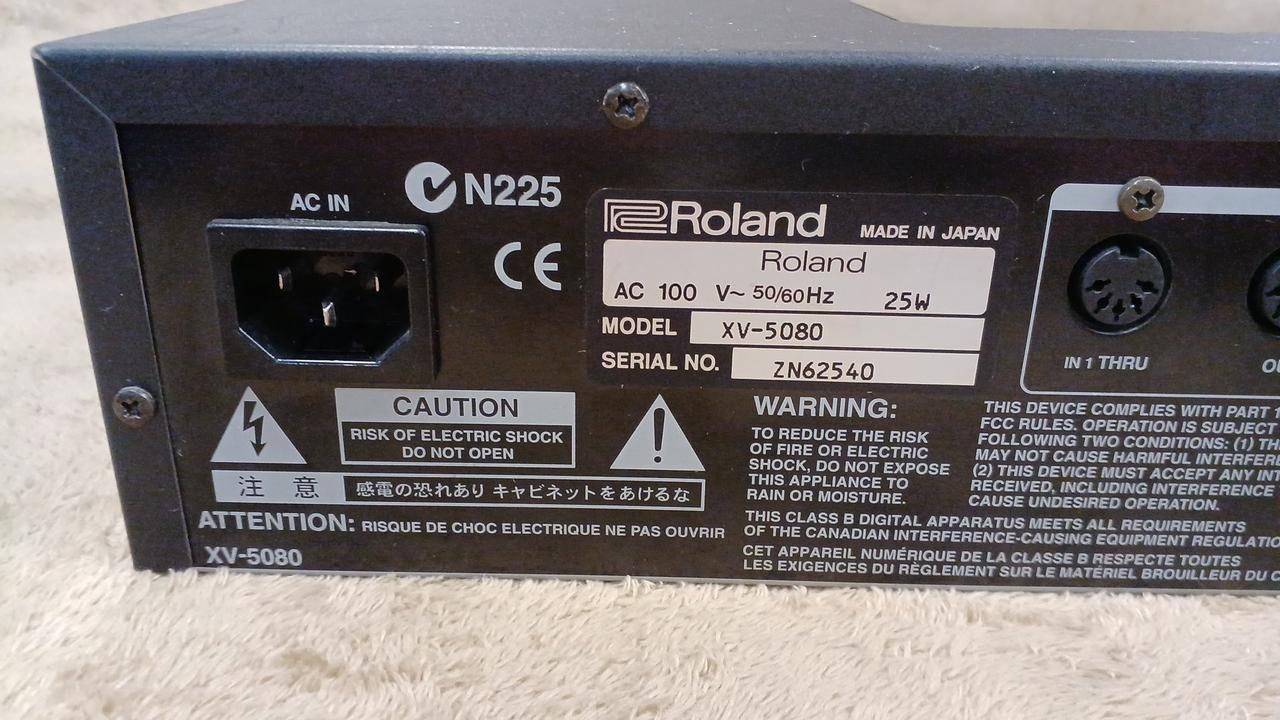 AC IN
N225
CE
Roland
MADE IN JAPAN
Roland
AC 100 V~ 50/60Hz 25W
MODEL XV-5080
SERIAL NO. ZN62540
IN 1 THRU
CAUTION
RISK OF ELECTRIC SHOCK
DO NOT OPEN
注 意 感電の恐れあり キャビネットをあけるな
ATTENTION: RISQUE DE CHOC ELECTRIQUE NE PAS OUVRIR
XV-5080
WARNING:
TO REDUCE THE RISK
OF FIRE OR ELECTRIC
SHOCK, DO NOT EXPOSE
THIS APPLIANCE TO
RAIN OR MOISTURE.
THIS DEVICE COMPLIES WITH PART
FCC RULES. OPERATION IS SUBJECT
FOLLOWING TWO CONDITIONS: (1)
MAY NOT CAUSE HARMFUL
(2) THIS DEVICE MUST ACCEPT ANY
RECEIVED, INCLUDING INTERFERENCE
CAUSE UNDESIRED OPERATION.
THIS CLASS B DIGITAL APPARATUS MEETS ALL REQUIREMENTS
OF THE CANADIAN INTERFERENCE-CAUSING EQUIPMENT
CET APPAREIL NUMÉRIQUE DE LA CLASSE B RESPECTE TOUTES
LES EXIGENCES DU RÈGLEMENT SUR LE MATÉRIEL BROUILLEUR DU